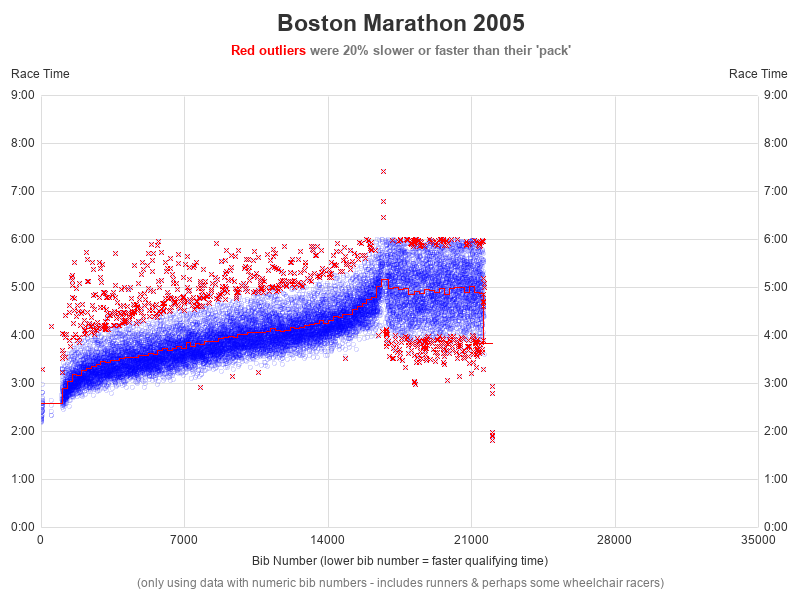 Boston Marathon 2005
Red outliers were 20% slower or faster than their 'pack'
Race Time Race Time
9:00 9:00
8:00 8:00
7:00 7:00
6:00 6:00
5:00 5:00
4:00 4:00
3:00 3:00
2:00 2:00
1:00 1:00
0:00 0:00
0 7000 14000 21000 28000 35000
Bib Number (lower bib number = faster qualifying time)
(only using data with numeric bib numbers - includes runners & perhaps some wheelchair racers)